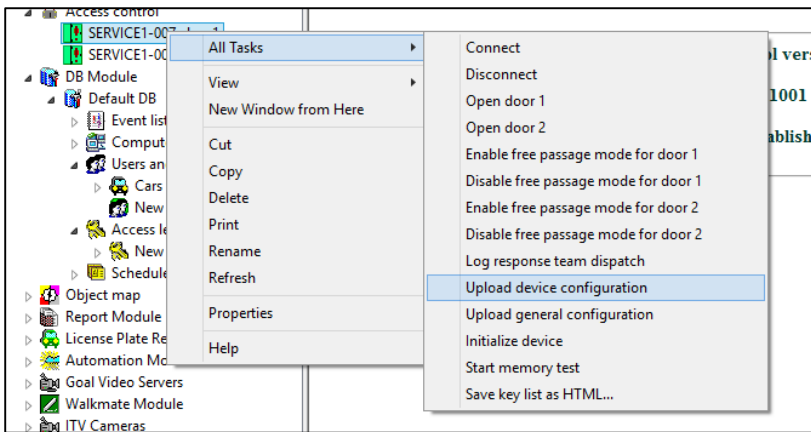 Access control
SERVICE1-007
SERVICE1-00
DB Module
Default DB
Event list
Comput
Users an
Cars
New
Access le
New
Schedule
Object map
Report Module
License Plate Re
Automation Mo
Goal Video Servers
Walkmate Module
ITV Cameras
All Tasks
View
New Window from Here
Cut
Copy
Delete
Print
Rename
Refresh
Properties
Help
Connect
Disconnect
Open door 1
Open door 2
Enable free passage mode for door 1
Disable free passage mode for door 1
Enable free passage mode for door 2
Disable free passage mode for door 2
Log response team dispatch
Upload device configuration
Upload general configuration
Initialize device
Start memory test
Save key list as HTML...
ol vers
1001
ablish